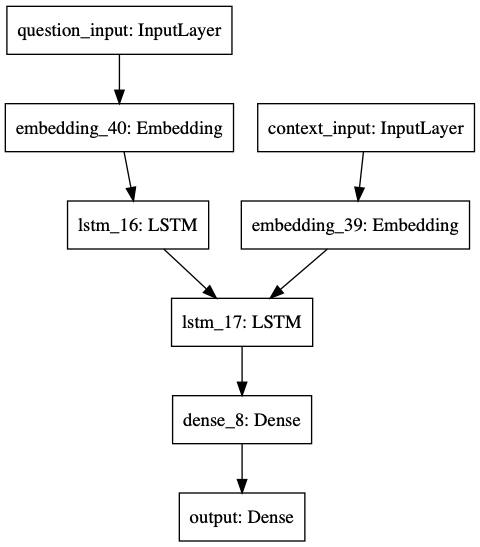 question_input: InputLayer
embedding_40: Embedding
context_input: InputLayer
lstm_16: LSTM
embedding_39: Embedding
lstm_17: LSTM
dense_8: Dense
output: Dense